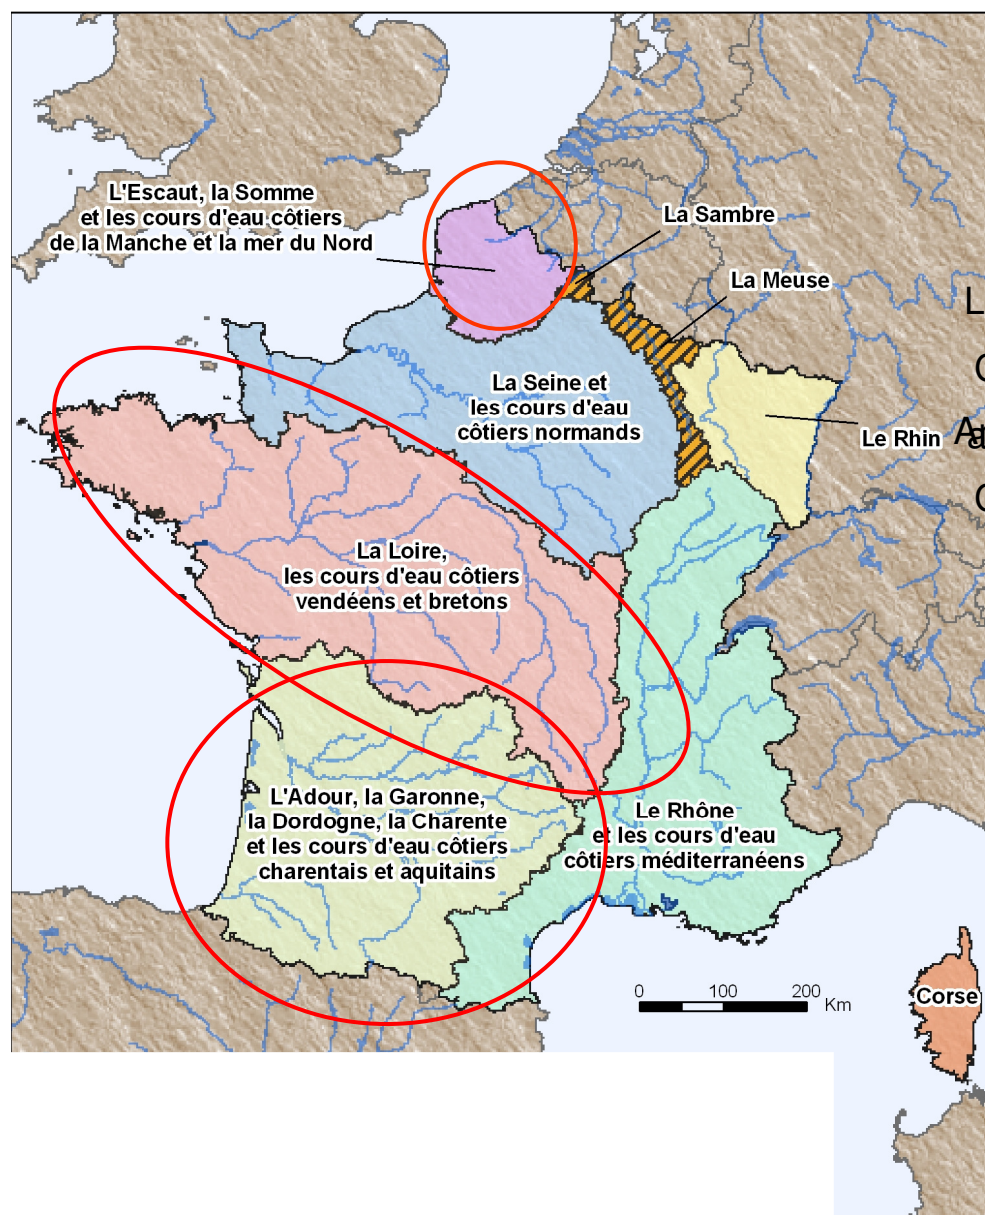 L'Escaut, la Somme
et les cours d'eau côtiers
de la Manche et la mer du Nord
La Sambre
La Meuse
L
La Seine et
les cours d'eau
côtiers normands
Le Rhin
La Loire,
les cours d'eau côtiers
vendéens et bretons
L'Adour, la Garonne,
la Dordogne, la Charente
et les cours d'eau côtiers
charentais et aquitains
Le Rhône
et les cours d'eau
côtiers méditerranéens
0 100 200 Km
Corse